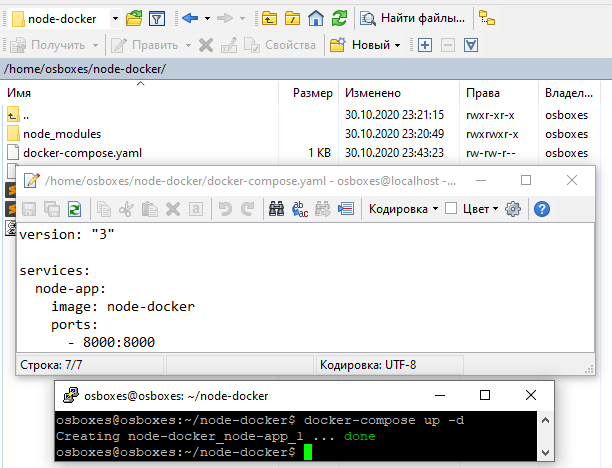 node-docker
Найти файлы...
Получить
Править
Свойства
Новый
/home/osboxes/node-docker/
Имя Размер Изменено Права Владел...
.. 30.10.2020 23:21:15 rwxr-xr-x osboxes
node_modules 30.10.2020 23:20:49 rwxrwxr-x osboxes
docker-compose.yaml 1 KB 30.10.2020 23:43:23 rw-rw-r-- osboxes
/home/osboxes/node-docker/docker-compose.yaml - osboxes@localhost -...
Кодировка
Цвет
version: "3"
services:
node-app:
image: node-docker
ports:
- 8000:8000
Строка: 7/7
Кодировка: UTF-8
osboxes@osboxes: ~/node-docker
osboxes@osboxes:~/node-docker$ docker-compose up -d
Creating node-docker_node-app_1 ... done
osboxes@osboxes:~/node-docker$